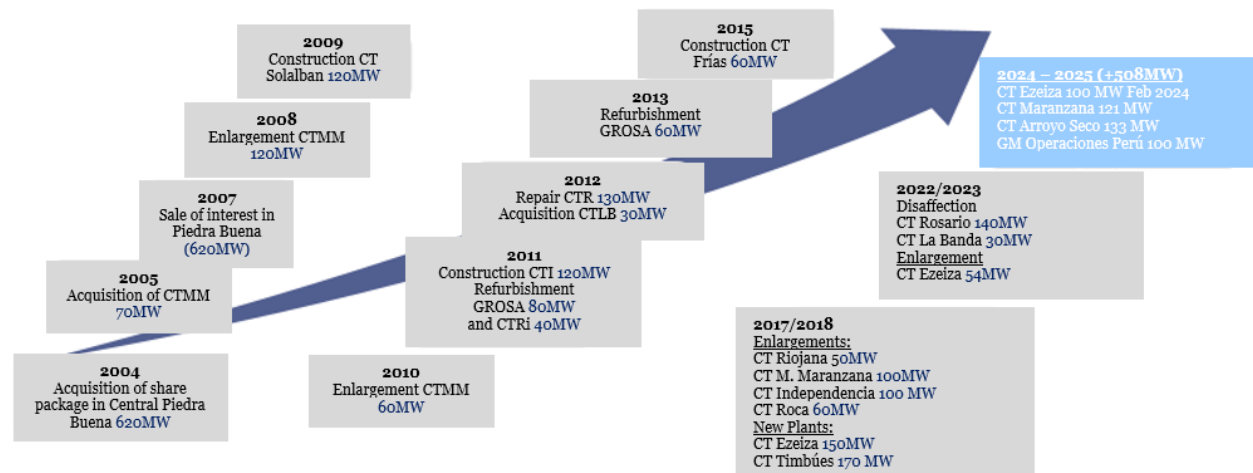 2004
Acquisition of share
package in Central Piedra
Buena 620MW
2005
Acquisition of CTMM
70MW
2007
Sale of interest in
Piedra Buena
(620MW)
2008
Enlargement CTMM
120MW
2009
Construction CT
Solalban 120MW
2010
Enlargement CTMM
60MW
2011
Construction CTI 120MW
Refurbishment
GROSA 80MW
and CTRi 40MW
2012
Repair CTR 130MW
Acquisition CTLB 30MW
2013
Refurbishment
GROSA 60MW
2015
Construction CT
Frías 60MW
2017/2018
Enlargements:
CT Riojana 50MW
CT M. Maranzana 100MW
CT Independencia 100 MW
CT Roca 60MW
New Plants:
CT Ezeiza 150MW
CT Timbúes 170 MW
2022/2023
Disaffection
CT Rosario 140MW
CT La Banda 30MW
Enlargement
CT Ezeiza 54MW
2024 – 2025 (+508MW)
CT Ezeiza 100 MW Feb 2024
CT Maranzana 121 MW
CT Arroyo Seco 133 MW
GM Operaciones Perú 100 MW